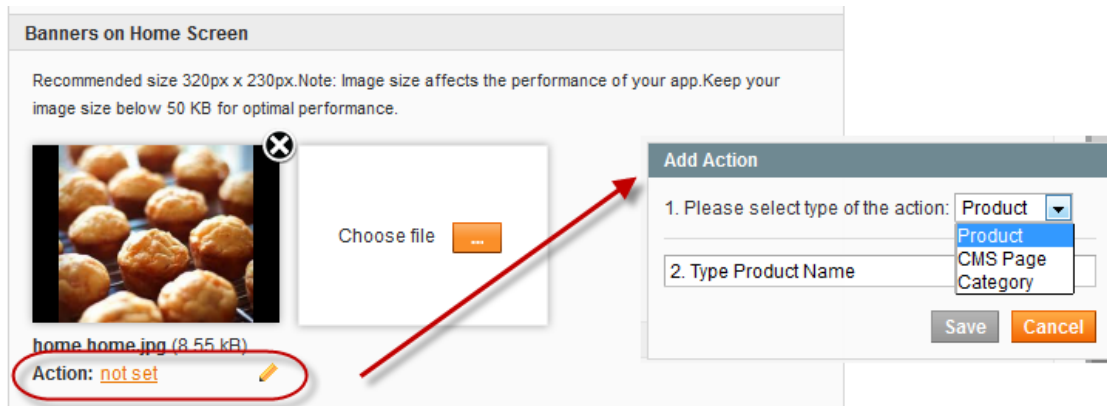 Banners on Home Screen
Recommended size 320px x 230px.Note: Image size affects the performance of your app.Keep your
image size below 50 KB for optimal performance.
Choose file ...
home home.jpg (8.55 kB)
Action: not set
Add Action
1. Please select type of the action: Product
Product
CMS Page
Category
2. Type Product Name
Save Cancel